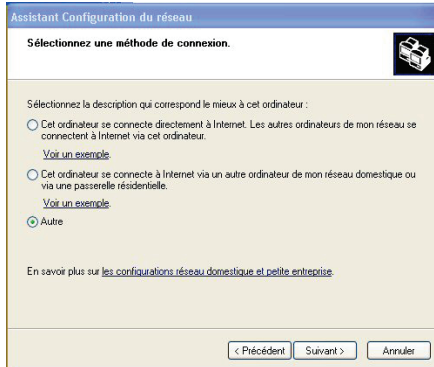 Assistant Configuration du réseau
Sélectionnez une méthode de connexion.
Sélectionnez la description qui correspond le mieux à cet ordinateur :
Cet ordinateur se connecte directement à Internet. Les autres ordinateurs de mon réseau se
connectent à Internet via cet ordinateur.
Voir un exemple.
Cet ordinateur se connecte à Internet via un autre ordinateur de mon réseau domestique ou
via une passerelle résidentielle.
Voir un exemple.
Autre
En savoir plus sur les configurations réseau domestique et petite entreprise.
< Précédent Suivant > Annuler